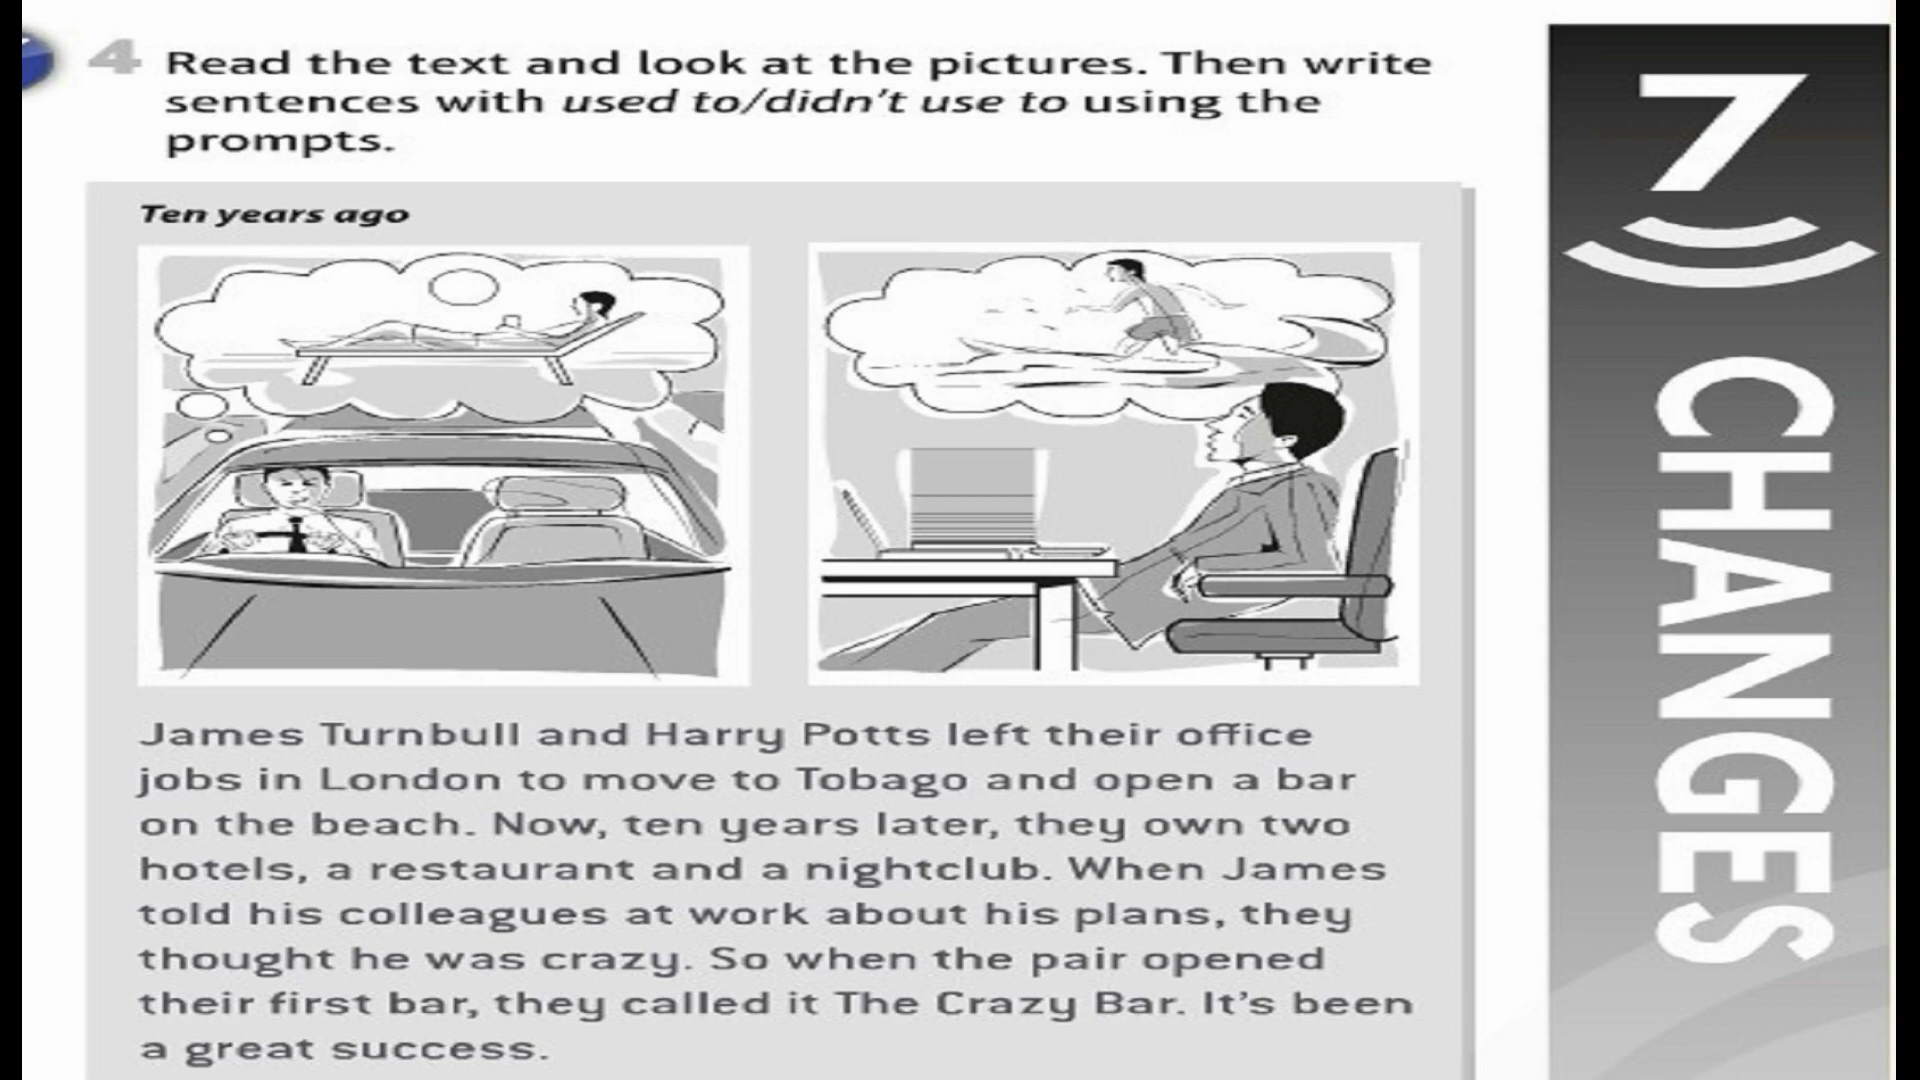 4 Read the text and look at the pictures. Then write
sentences with used to/didn't use to using the
prompts.
Ten years ago
James Turnbull and Harry Potts left their office
jobs in London to move to Tobago and open a bar
on the beach. Now, ten years later, they own two
hotels, a restaurant and a nightclub. When James
told his colleagues at work about his plans, they
thought he was crazy. So when the pair opened
their first bar, they called it The Crazy Bar. It's been
a great success.
7
CHANGES